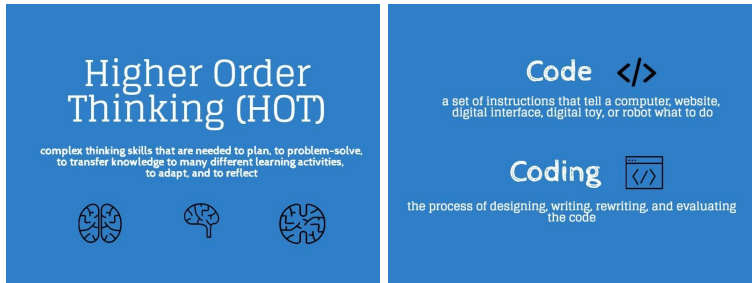 Higher Order
Thinking (HOT)
complex thinking skills that are needed to plan, to problem-solve,
to transfer knowledge to many different learning activities,
to adapt, and to reflect
Code </>
a set of instructions that tell a computer, website,
digital interface, digital toy, or robot what to do
Coding </>
the process of designing, writing, rewriting, and evaluating
the code